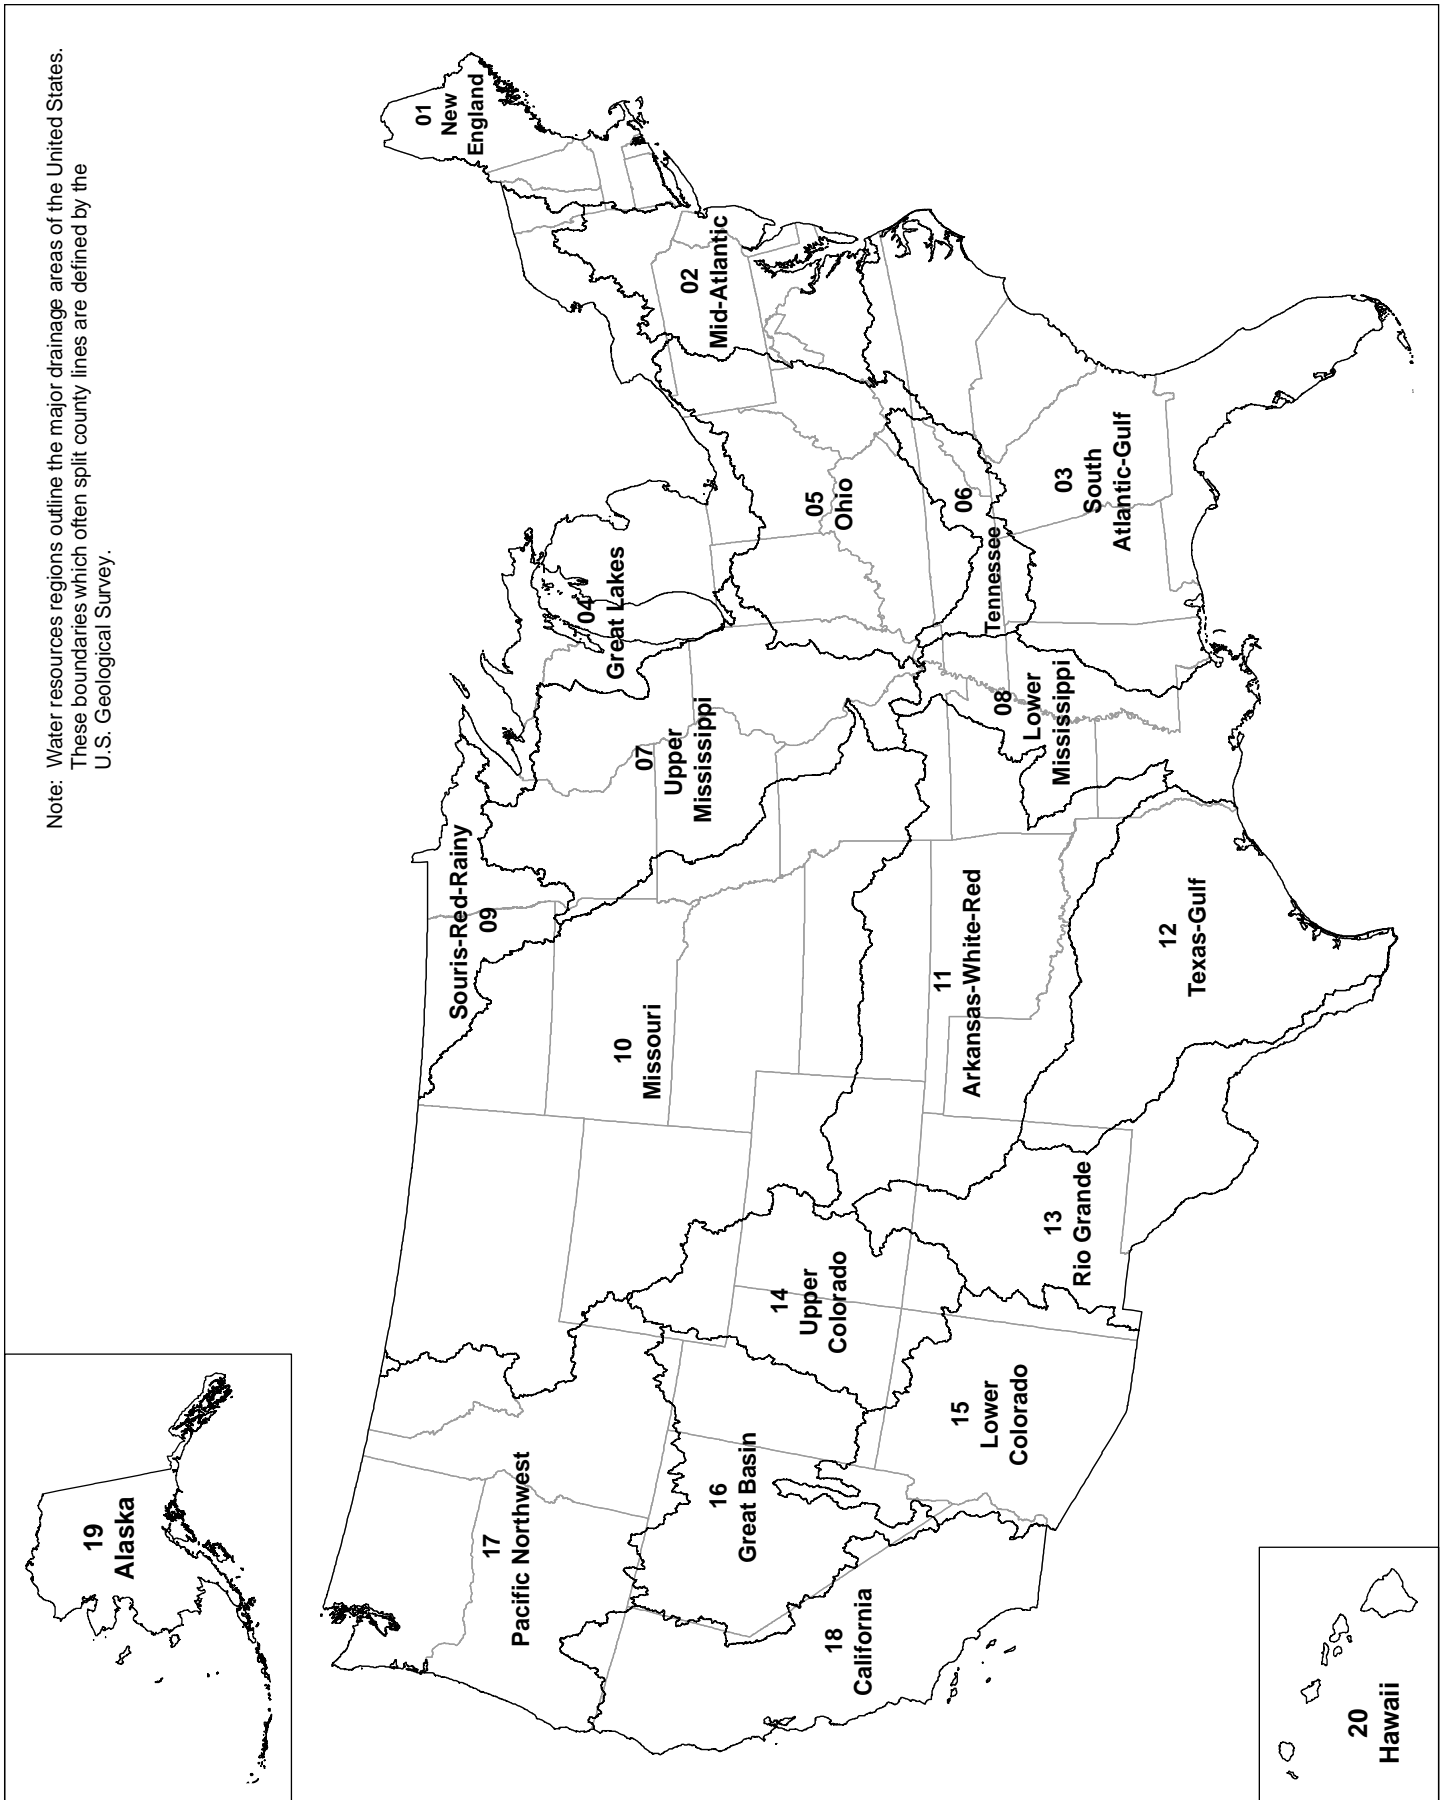 Note: Water resources regions outline the major drainage areas of the United States.
These boundaries which often split county lines are defined by the
U.S. Geological Survey.
01
New
England
02
Mid-Atlantic
03
South
Atlantic-Gulf
04
Great Lakes
05
Ohio
06
Tennessee
07
Upper
Mississippi
08
Lower
Mississippi
Souris-Red-Rainy
09
10
Missouri
11
Arkansas-White-Red
12
Texas-Gulf
13
Rio Grande
14
Upper
Colorado
15
Lower
Colorado
16
Great Basin
17
Pacific Northwest
18
California
19
Alaska
20
Hawaii